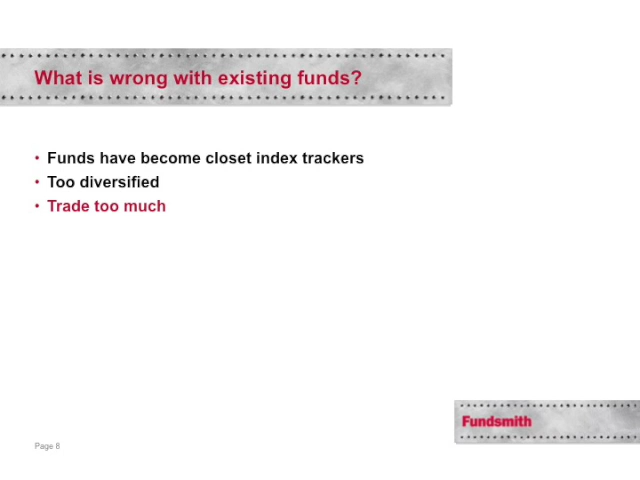 What is wrong with existing funds?
• Funds have become closet index trackers
• Too diversified
• Trade too much
Fundsmith
Page 8